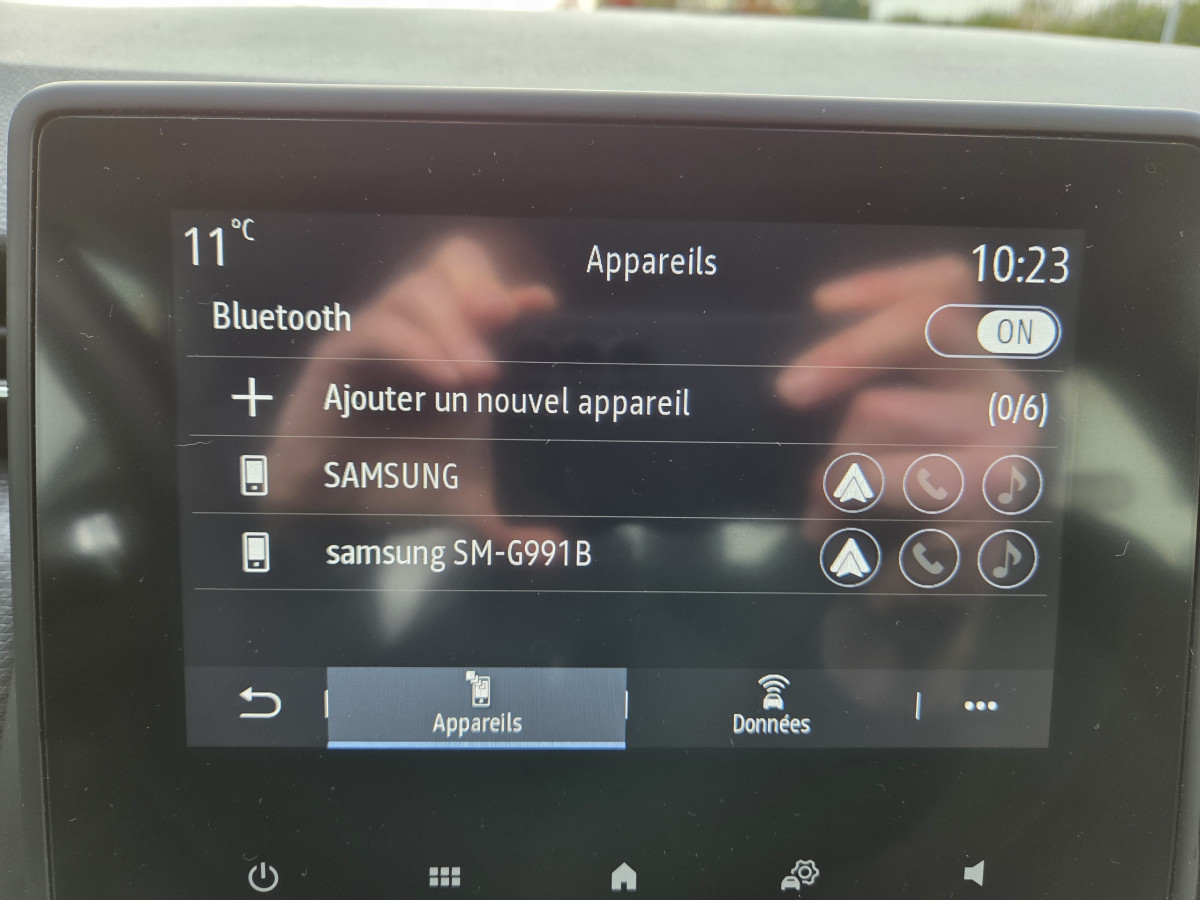 11°C
Appareils
10:23
Bluetooth
ON
Ajouter un nouvel appareil
(0/6)
SAMSUNG
samsung SM-G991B
Appareils
Données